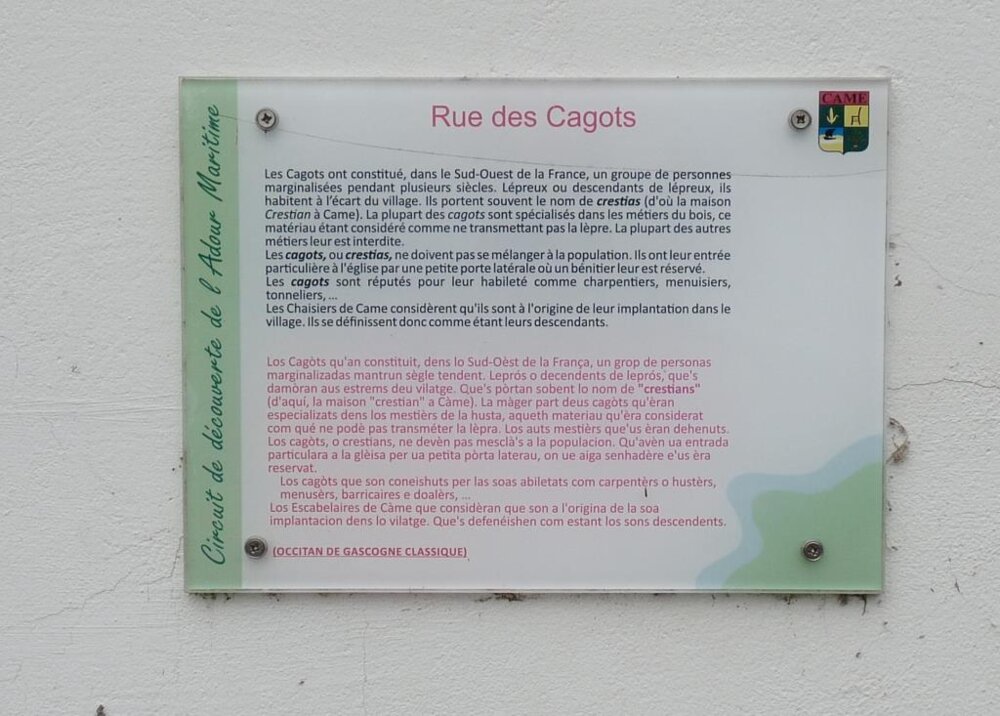 Rue des Cagots
CAME
Circuit de découverte de l'Adour Maritime
Les Cagots ont constitué, dans le Sud-Ouest de la France, un groupe de personnes
marginalisées pendant plusieurs siècles. Lépreux ou descendants de lépreux, ils
habitent à l'écart du village. Ils portent souvent le nom de crestias (d'où la maison
Crestian à Came). La plupart des cagots sont spécialisés dans les métiers du bois, ce
matériau étant considéré comme ne transmettant pas la lèpre. La plupart des autres
métiers leur est interdite.
Les cagots, ou crestias, ne doivent pas se mélanger à la population. Ils ont leur entrée
particulière à l'église par une petite porte latérale où un bénitier leur est réservé.
Les cagots sont réputés pour leur habileté comme charpentiers, menuisiers,
tonneliers, ...
Les Chaisiers de Came considèrent qu'ils sont à l'origine de leur implantation dans le
village. Ils se définissent donc comme étant leurs descendants.
Los Cagòts qu'an constituit, dens lo Sud-Oèst de la França, un grop de personas
marginalizadas mantrun sègle tendent. Leprós o decendents de leprós, que's
damòran aus estrems deu vilatge. Que's pòrtan sobent lo nom de "crestians"
(d'aquí, la maison "crestian" a Càme). La màger part deus cagòts qu'èran
especializats dens los mestièrs de la husta, aqueth materiau qu'èra considerat
com qué ne podè pas transméter la lèpra. Los auts mestièrs que'us èran dehenuts.
Los cagòts, o crestians, ne devèn pas mesclà's a la populacion. Qu'avèn ua entrada
particulara a la glèisa per ua petita pòrta laterau, on ue aiga senhadère e'us èra
reservat.
Los cagòts que son coneishuts per las soas abiletats com carpentèrs o hustèrs,
menusèrs, barricaires e doalèrs, ...
Los Escabelaires de Càme que considèran que son a l'origina de la soa
implantacion dens lo vilatge. Que's defenéishen com estant los sons descendents.
(OCCITAN DE GASCOGNE CLASSIQUE)